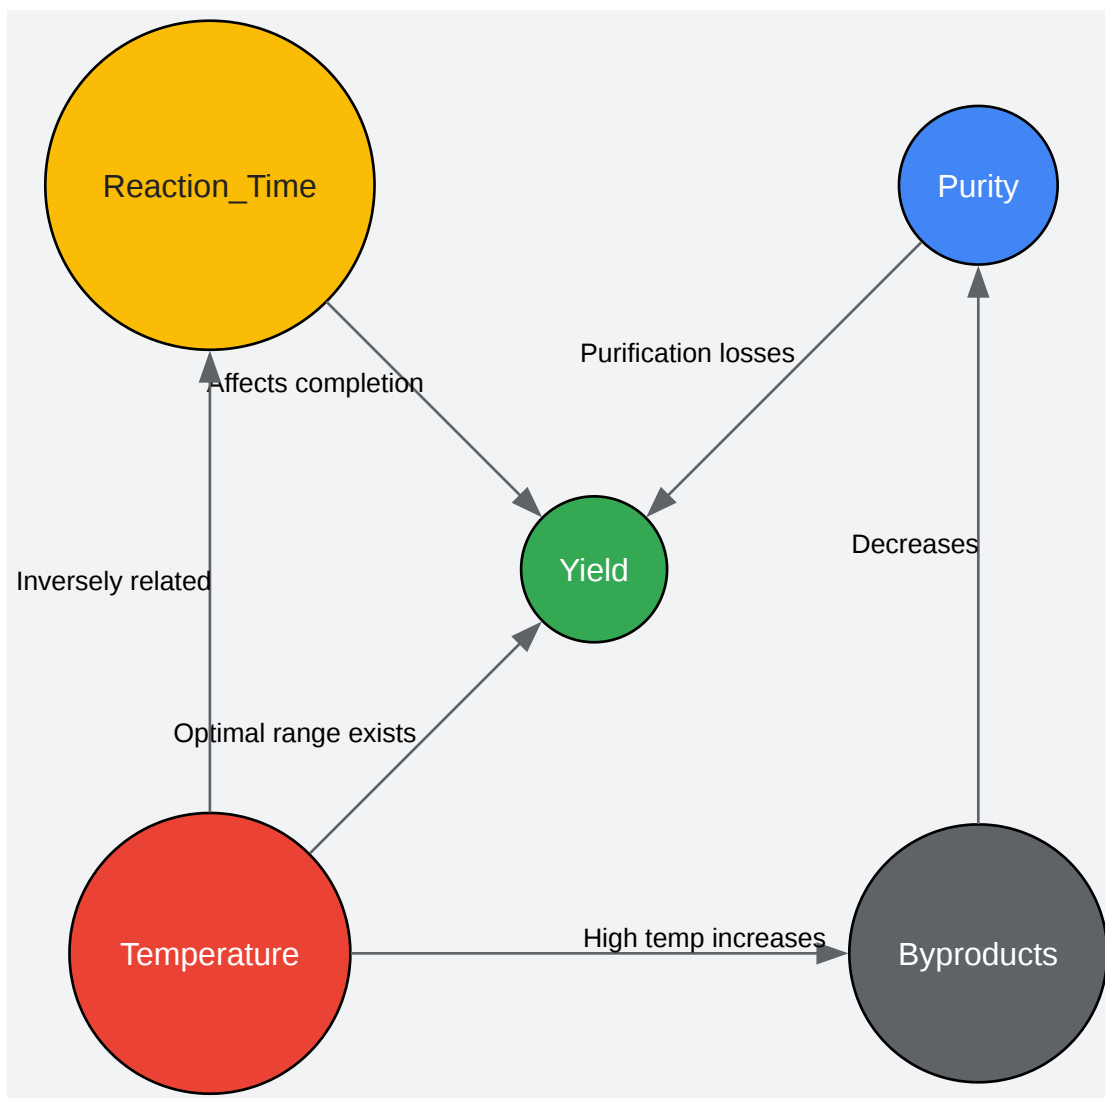 Reaction_Time
Purity
Purification losses
Affects completion
Decreases
Yield
Inversely related
Optimal range exists
High temp increases
Temperature
Byproducts